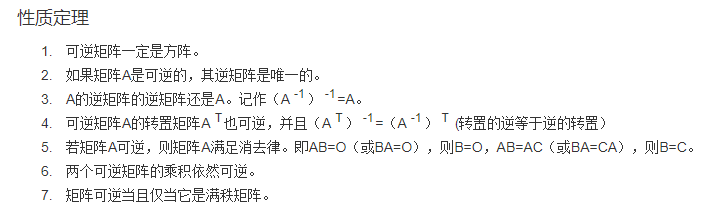 性质定理
1. 可逆矩阵一定是方阵。
2. 如果矩阵A是可逆的，其逆矩阵是唯一的。
3. A的逆矩阵的逆矩阵还是A。记作（A -1） -1=A。
4. 可逆矩阵A的转置矩阵A T也可逆，并且（A T） -1=（A -1） T (转置的逆等于逆的转置）
5. 若矩阵A可逆，则矩阵A满足消去律。即AB=O（或BA=O），则B=O，AB=AC（或BA=CA），则B=C。
6. 两个可逆矩阵的乘积依然可逆。
7. 矩阵可逆当且仅当它是满秩矩阵。